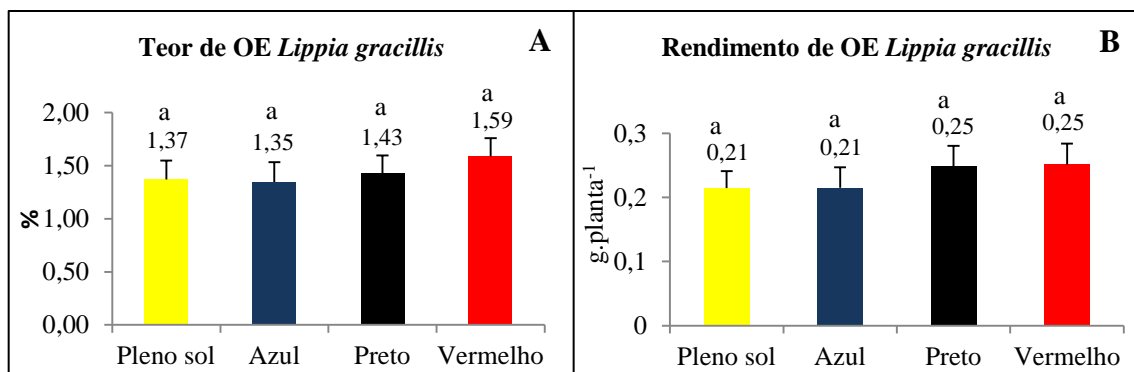 Teor de OE Lippia gracillis
A
%
2,00
1,50
1,00
0,50
0,00
a
1,37
a
1,35
a
1,43
a
1,59
Pleno sol Azul Preto Vermelho
Rendimento de OE Lippia gracillis
B
g.planta⁻¹
0,3
0,2
0,1
0
a
0,21
a
0,21
a
0,25
a
0,25
Pleno sol Azul Preto Vermelho